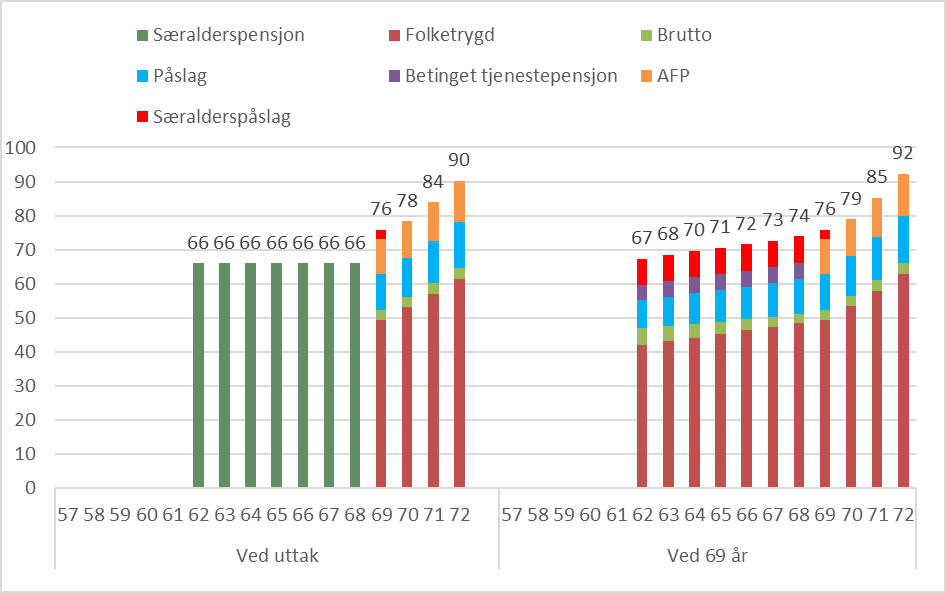 Særalderspensjon Folketrygd Brutto
Påslag Betinget tjenestepensjon AFP
Særalderspåslag
100
90
80
70
60
50
40
30
20
10
0
66 66 66 66 66 66 66 76 78 84 90
67 68 70 71 72 73 74 76 79 85 92
57 58 59 60 61 62 63 64 65 66 67 68 69 70 71 72 57 58 59 60 61 62 63 64 65 66 67 68 69 70 71 72
Ved uttak Ved 69 år